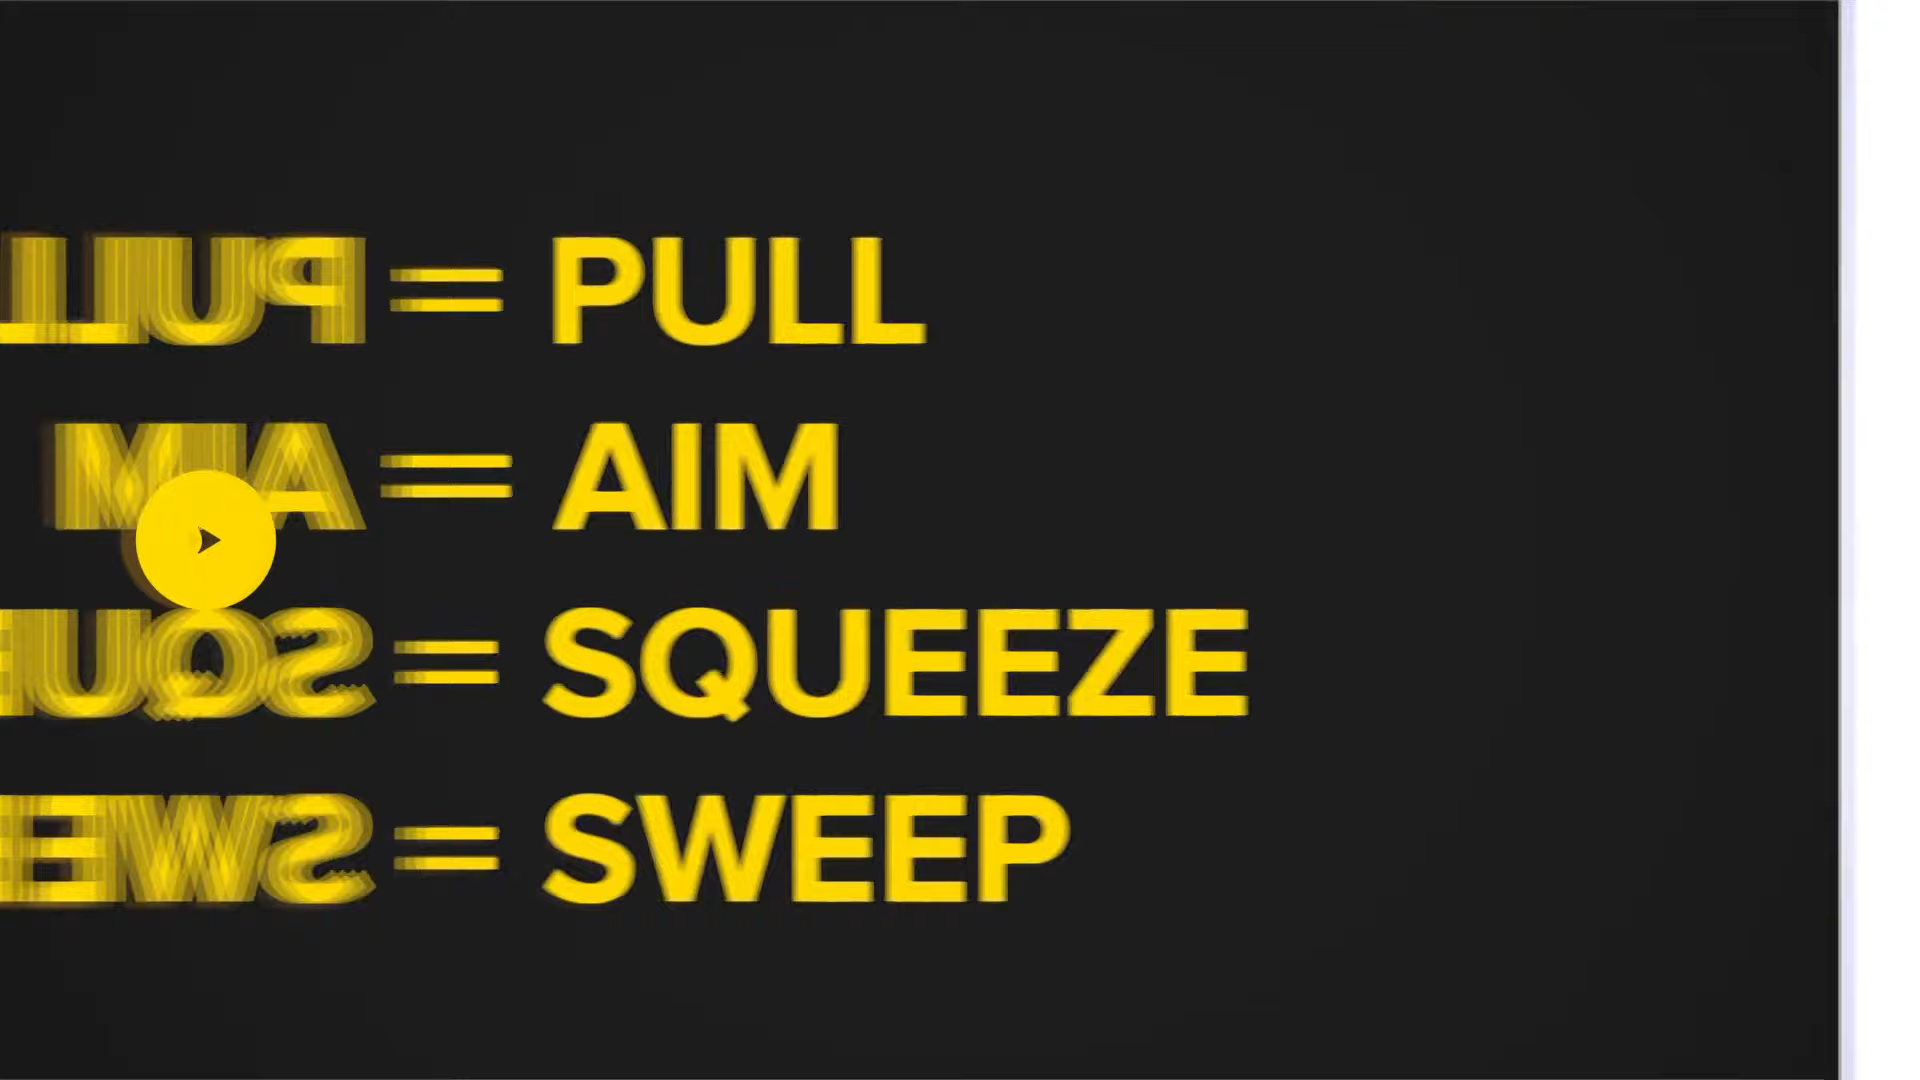 = PULL
= AIM
= SQUEEZE
= SWEEP